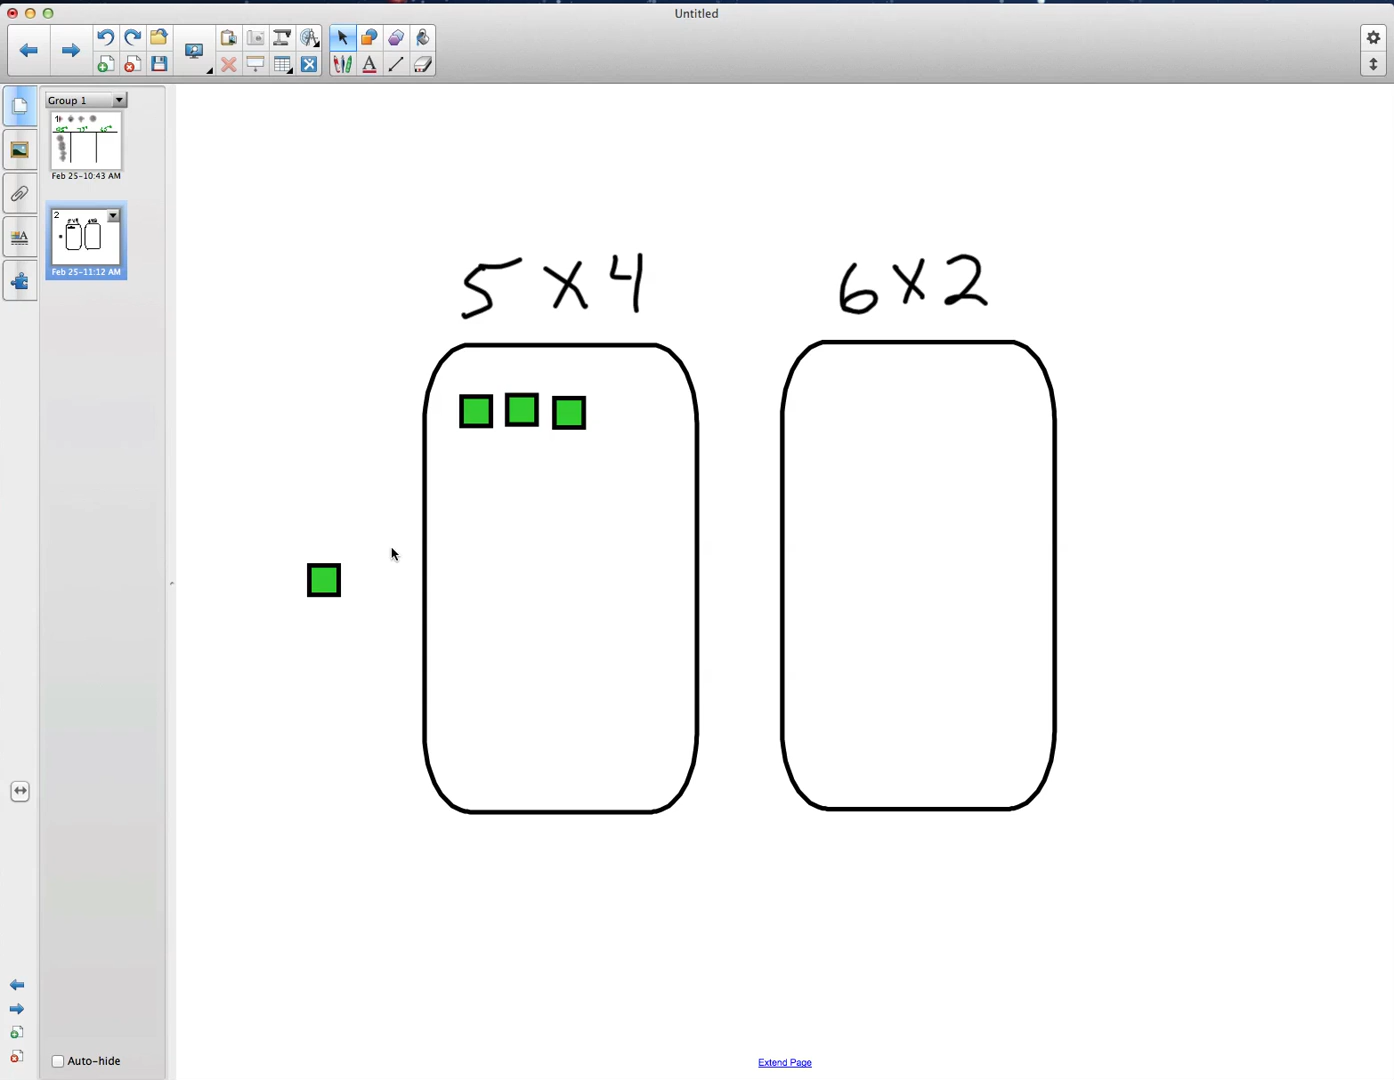 Untitled
Group 1
Feb 25-10:43 AM
2
Feb 25-11:12 AM
5 x 4
6 x 2
Auto-hide
Extend Page